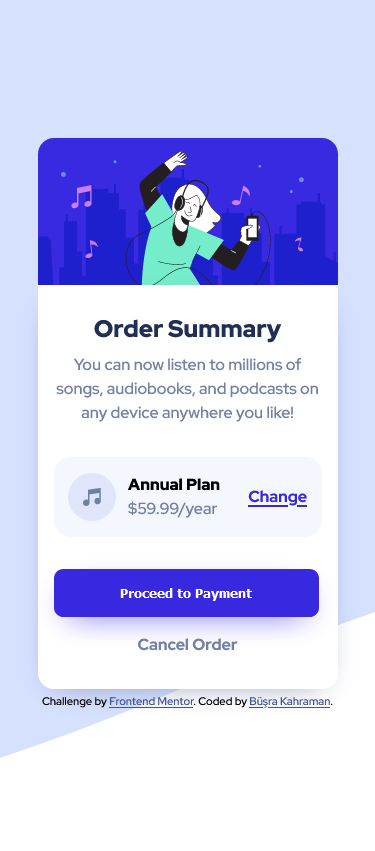 Order Summary
You can now listen to millions of
songs, audiobooks, and podcasts on
any device anywhere you like!
Annual Plan
$59.99/year
Change
Proceed to Payment
Cancel Order
Challenge by Frontend Mentor. Coded by Büşra Kahraman.